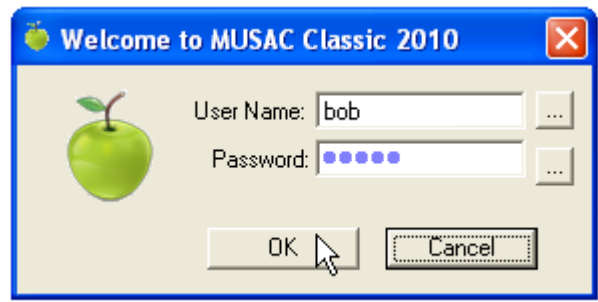 Welcome to MUSAC Classic 2010
User Name: bob ...
Password: ●●●●● ...
OK Cancel